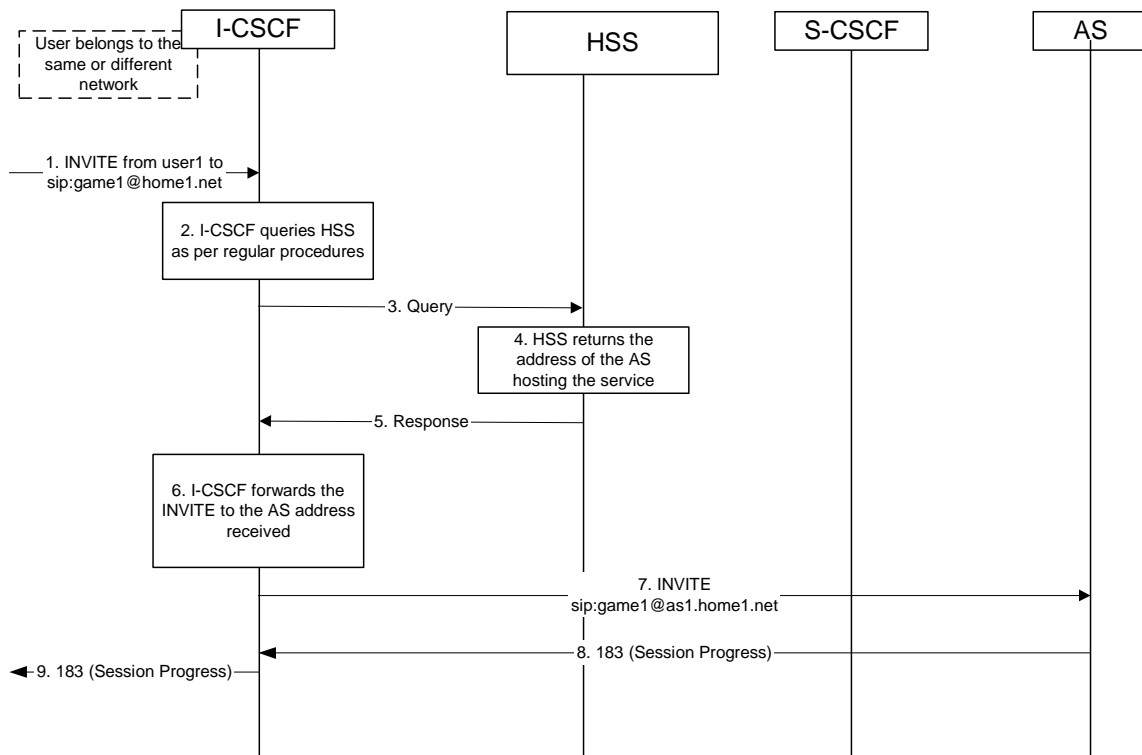 I-CSCF
HSS
S-CSCF
AS
User belongs to the
same or different
network
1. INVITE from user1 to
sip:game1@home1.net
2. I-CSCF queries HSS
as per regular procedures
3. Query
4. HSS returns the
address of the AS
hosting the service
5. Response
6. I-CSCF forwards the
INVITE to the AS address
received
7. INVITE
sip:game1@as1.home1.net
8. 183 (Session Progress)
9. 183 (Session Progress)